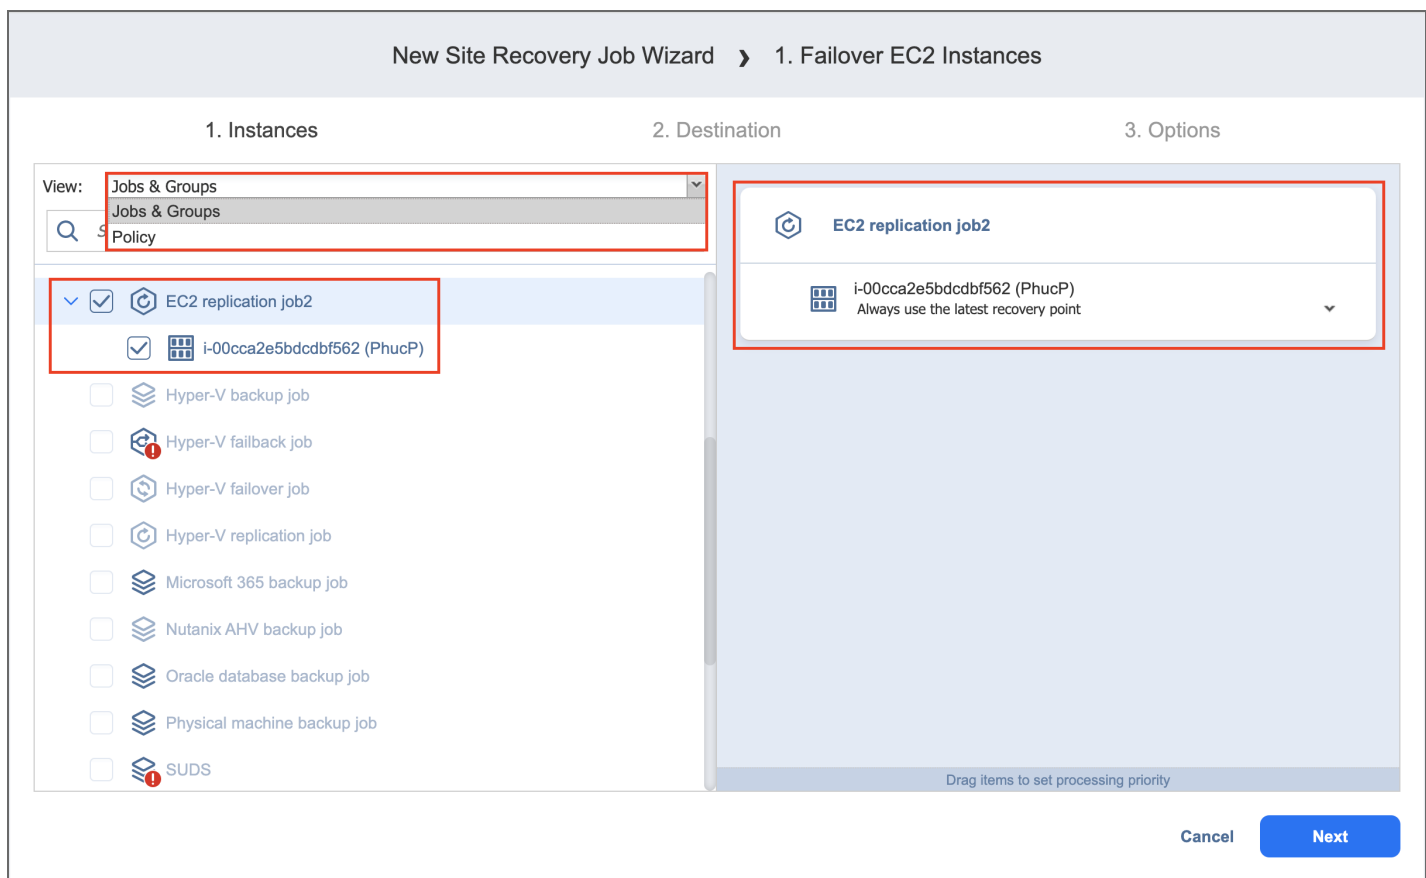 New Site Recovery Job Wizard ❯ 1. Failover EC2 Instances
1. Instances
2. Destination
3. Options
View:
Jobs & Groups
Jobs & Groups
Policy
EC2 replication job2
i-00cca2e5bdcdbf562 (PhucP)
Hyper-V backup job
Hyper-V failback job
Hyper-V failover job
Hyper-V replication job
Microsoft 365 backup job
Nutanix AHV backup job
Oracle database backup job
Physical machine backup job
SUDS
EC2 replication job2
i-00cca2e5bdcdbf562 (PhucP)
Always use the latest recovery point
Drag items to set processing priority
Cancel
Next